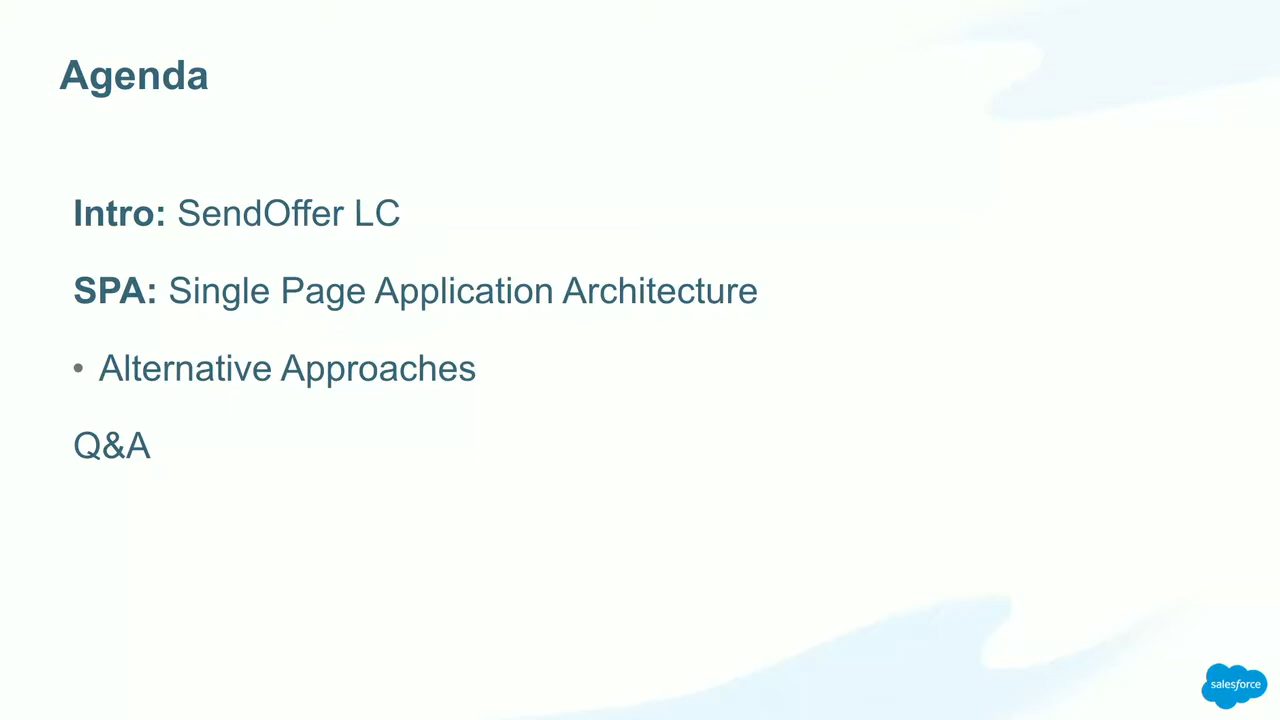 Agenda
Intro: SendOffer LC
SPA: Single Page Application Architecture
• Alternative Approaches
Q&A
salesforce